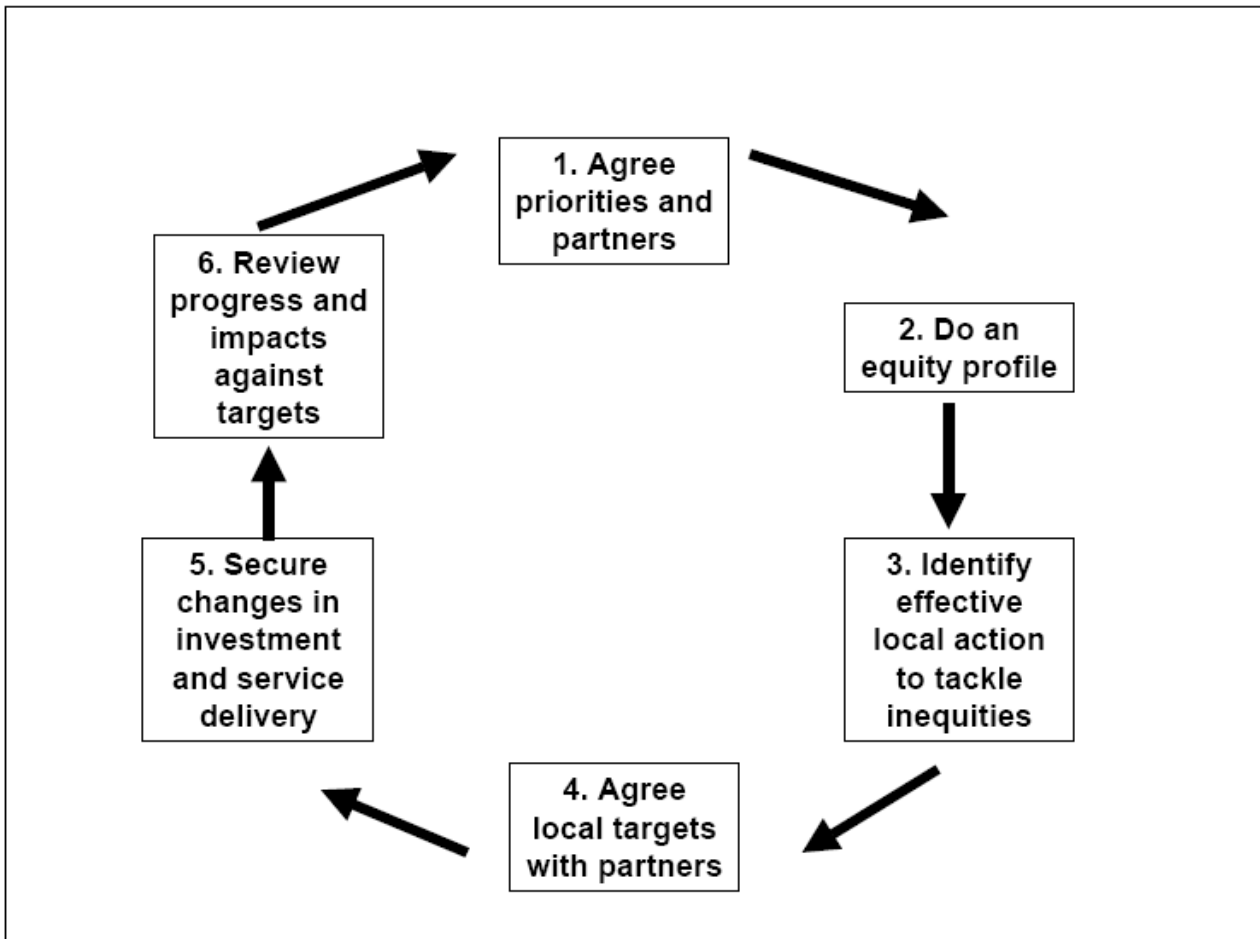 1. Agree
priorities and
partners
2. Do an
equity profile
3. Identify
effective
local action
to tackle
inequities
4. Agree
local targets
with partners
5. Secure
changes in
investment
and service
delivery
6. Review
progress and
impacts
against
targets